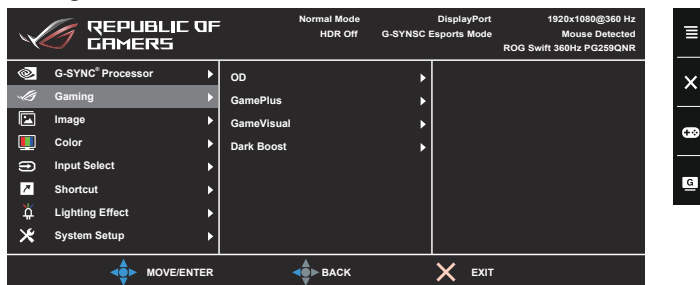 REPUBLIC OF
GAMERS
Normal Mode
HDR Off
DisplayPort
G-SYNSC Esports Mode
1920x1080@360 Hz
Mouse Detected
ROG Swift 360Hz PG259QNR
G-SYNC® Processor
Gaming
Image
Color
Input Select
Shortcut
Lighting Effect
System Setup
OD
GamePlus
GameVisual
Dark Boost
MOVE/ENTER
BACK
EXIT
G